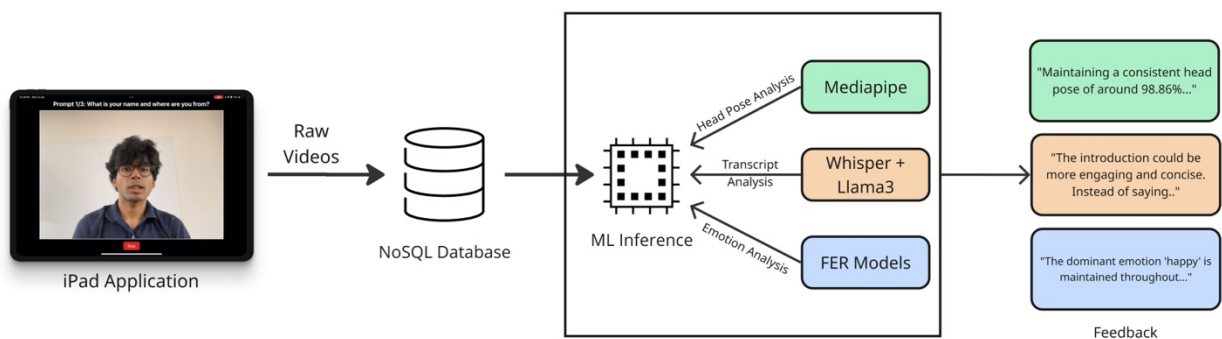 Prompt 1/3: What is your name and where are you from?
Stop
iPad Application
Raw
Videos
NoSQL Database
ML Inference
Head Pose Analysis
Transcript
Analysis
Emotion Analysis
Mediapipe
Whisper +
Llama3
FER Models
"Maintaining a consistent head
pose of around 98.86%..."
"The introduction could be
more engaging and concise.
Instead of saying.."
"The dominant emotion 'happy' is
maintained throughout..."
Feedback